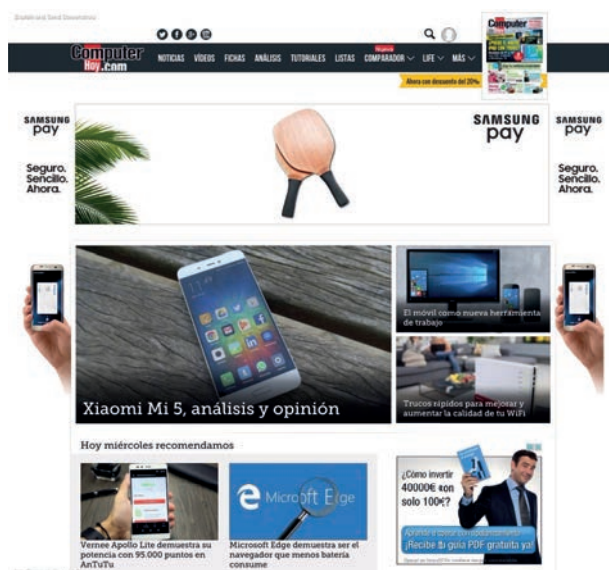 Computer
Hoy.com
NOTICIAS VÍDEOS FICHAS ANÁLISIS TUTORIALES LISTAS COMPARADOR LIFE MÁS
Computer
Ahora con descuento del 20%
SAMSUNG
pay
Seguro.
Sencillo.
Ahora.
SAMSUNG
pay
SAMSUNG
pay
Seguro.
Sencillo.
Ahora.
Xiaomi Mi 5, análisis y opinión
El móvil como nueva herramienta
de trabajo
Trucos rápidos para mejorar y
aumentar la calidad de tu WiFi
Hoy miércoles recomendamos
Microsoft Edge
Vernee Apollo Lite demuestra su
potencia con 95.000 puntos en
AnTuTu
Microsoft Edge demuestra ser el
navegador que menos batería
consume
¿Cómo invertir
40000€ con
solo 100€?
¡Recibe tu guía PDF gratuita ya!